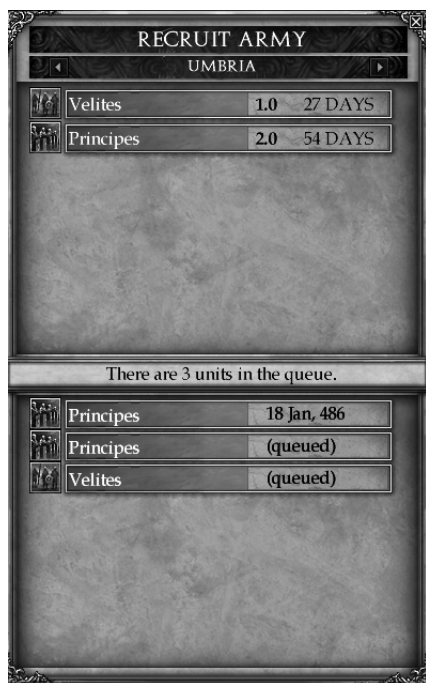 RECRUIT ARMY
UMBRIA
Velites 1.0 27 DAYS
Principes 2.0 54 DAYS
There are 3 units in the queue.
Principes 18 Jan, 486
Principes (queued)
Velites (queued)